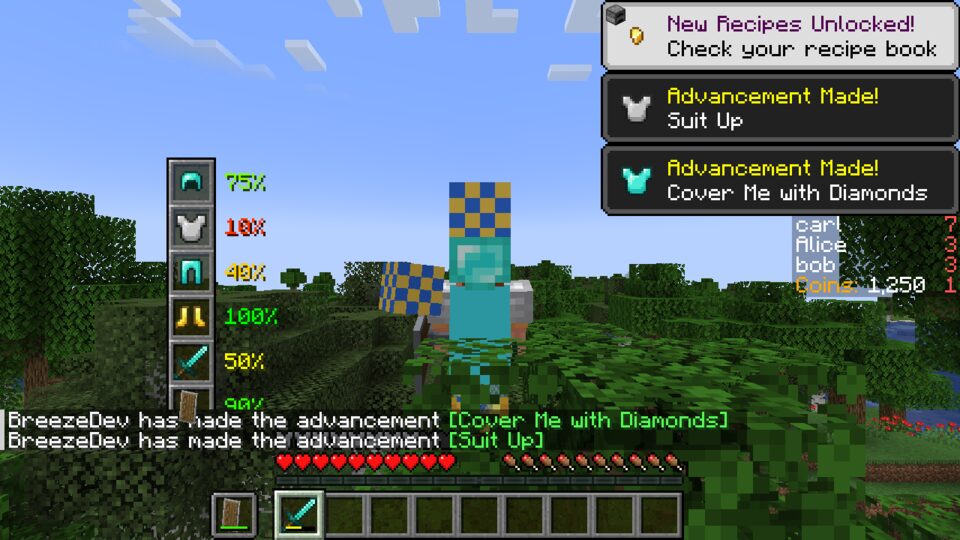 New Recipes Unlocked!
Check your recipe book
Advancement Made!
Suit Up
Advancement Made!
Cover Me with Diamonds
75%
10%
40%
100%
50%
90%
carl 7
Alice 3
bob 3
Coins: 1,250 1
BreezeDev has made the advancement [Cover Me with Diamonds]
BreezeDev has made the advancement [Suit Up]